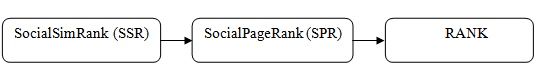 SocialSimRank (SSR)
SocialPageRank (SPR)
RANK